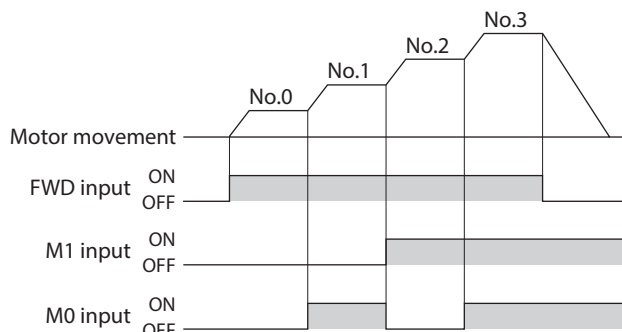 No.3
No.2
No.1
No.0
Motor movement
FWD input ON
OFF
M1 input ON
OFF
M0 input ON
OFF